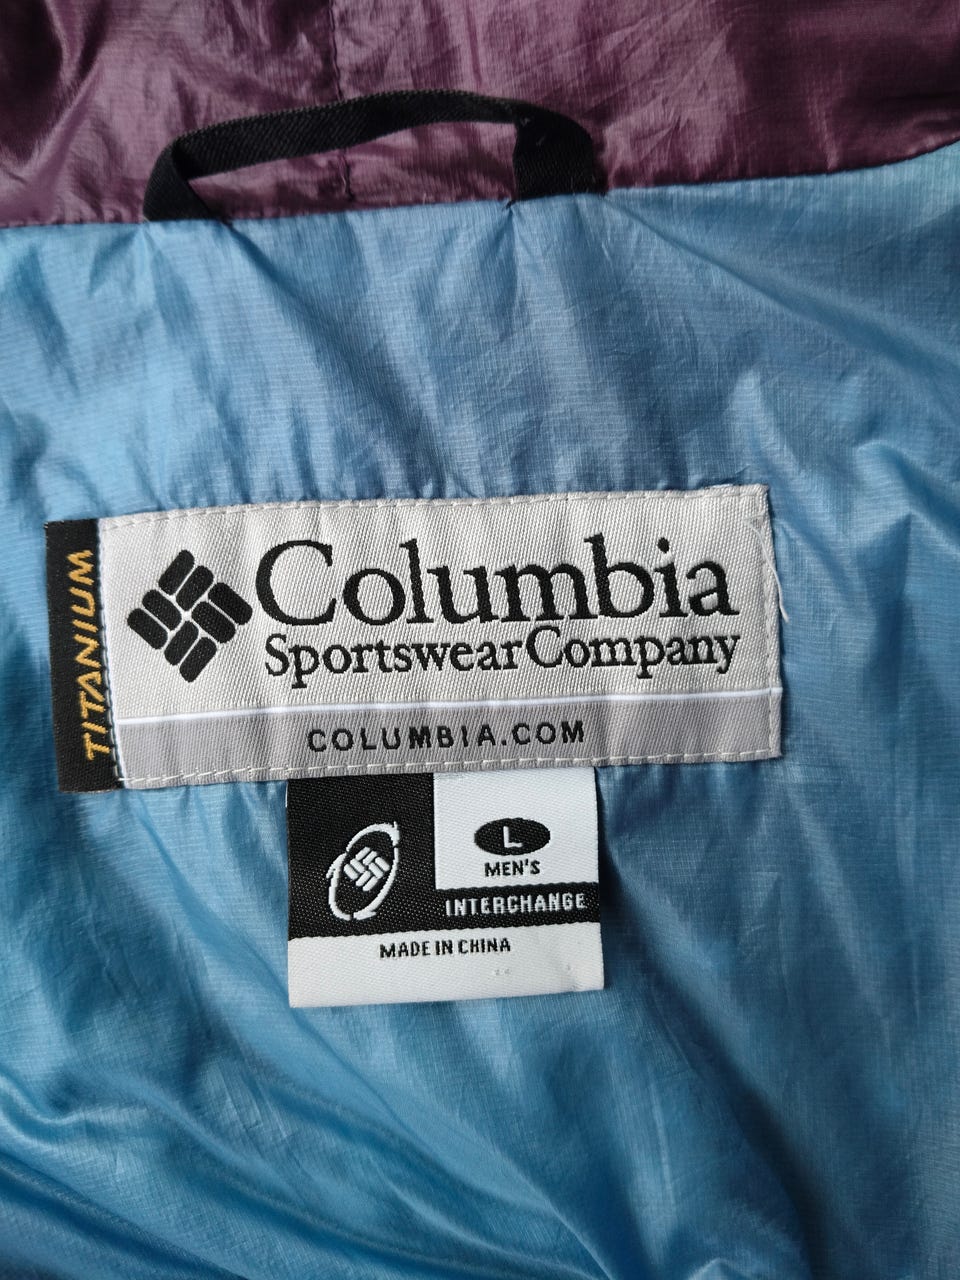 TITANIUM
Columbia
Sportswear Company
COLUMBIA.COM
L
MEN'S
INTERCHANGE
MADE IN CHINA